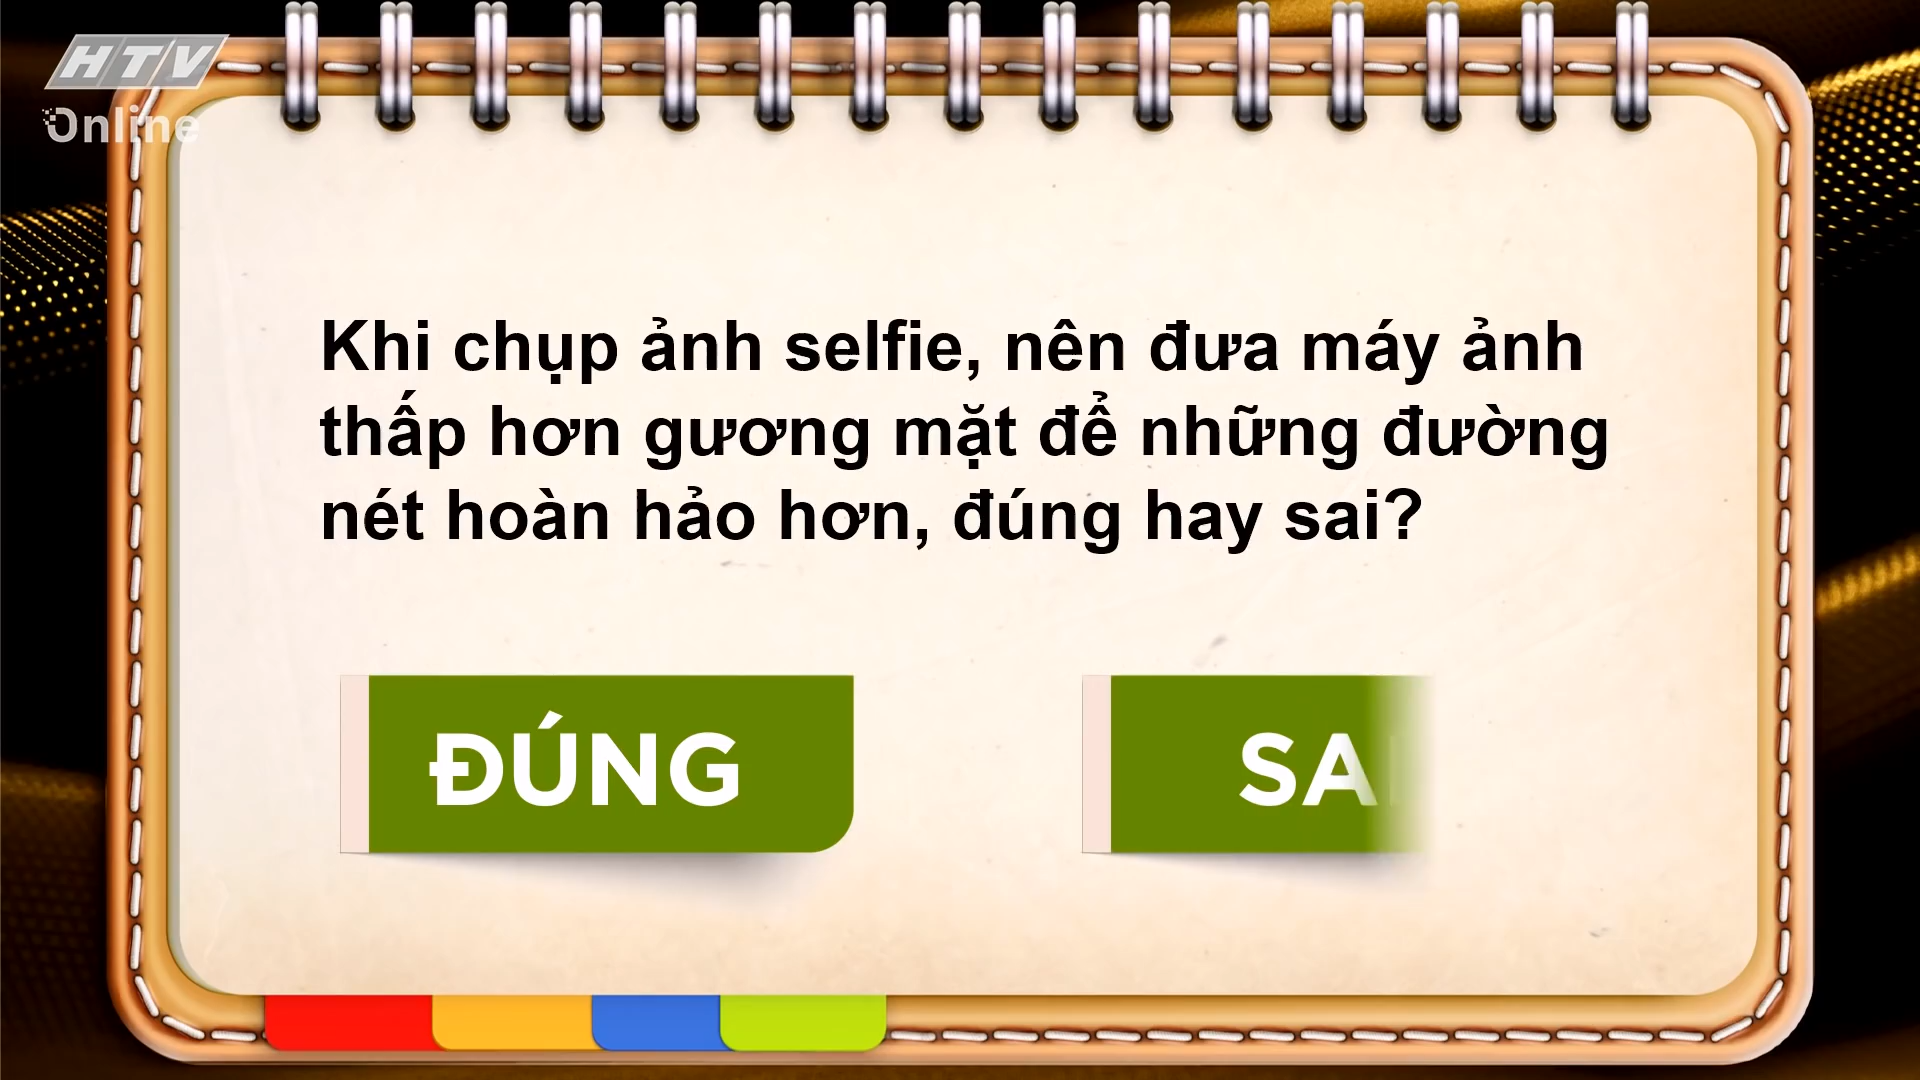 HTV
Online
Khi chụp ảnh selfie, nên đưa máy ảnh
thấp hơn gương mặt để những đường
nét hoàn hảo hơn, đúng hay sai?
ĐÚNG
SA